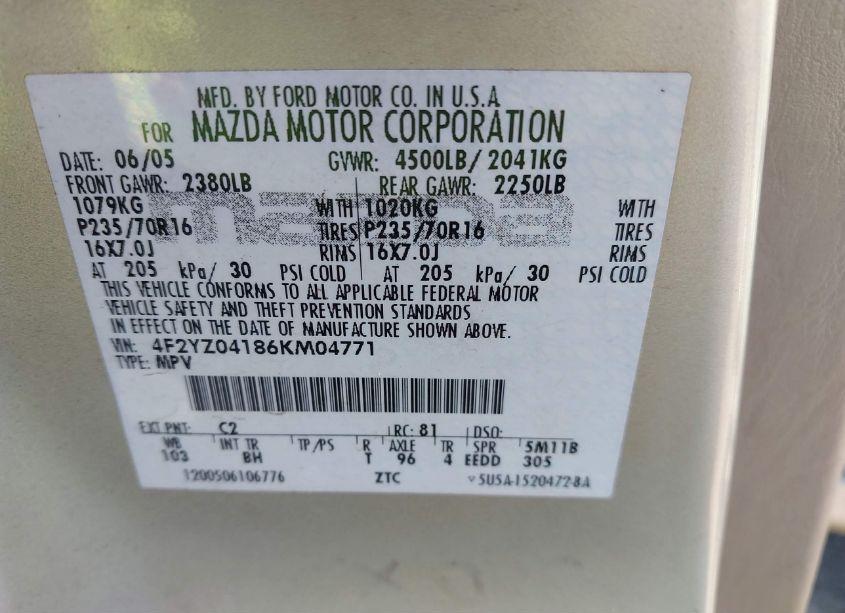 MFD. BY FORD MOTOR CO. IN U.S.A
FOR MAZDA MOTOR CORPORATION
DATE: 06/05 GVWR: 4500LB/ 2041KG
FRONT GAWR: 2380LB REAR GAWR: 2250LB
1079KG WITH 1020KG WITH
P235/70R16 TIRES P235/70R16 TIRES
16X7.0J RIMS 16X7.0J RIMS
AT 205 kPa/ 30 PSI COLD AT 205 kPa/ 30 PSI COLD
THIS VEHICLE CONFORMS TO ALL APPLICABLE FEDERAL MOTOR
VEHICLE SAFETY AND THEFT PREVENTION STANDARDS
IN EFFECT ON THE DATE OF MANUFACTURE SHOWN ABOVE.
VIN: 4F2YZ04186KM04771
TYPE: MPV
EXT PNT: C2 RC: 81 DSO:
WB INT TR TP/PS R AXLE TR SPR 5M11B
103 BH T 96 4 EEDD 305
1200506106776 ZTC 5U5A-1520472-BA
mazda